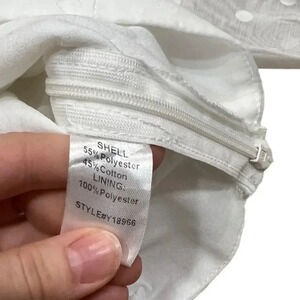 SHELL
55%Polyester
45%Cotton
LINING:
100%Polyester
STYLE#Y18966